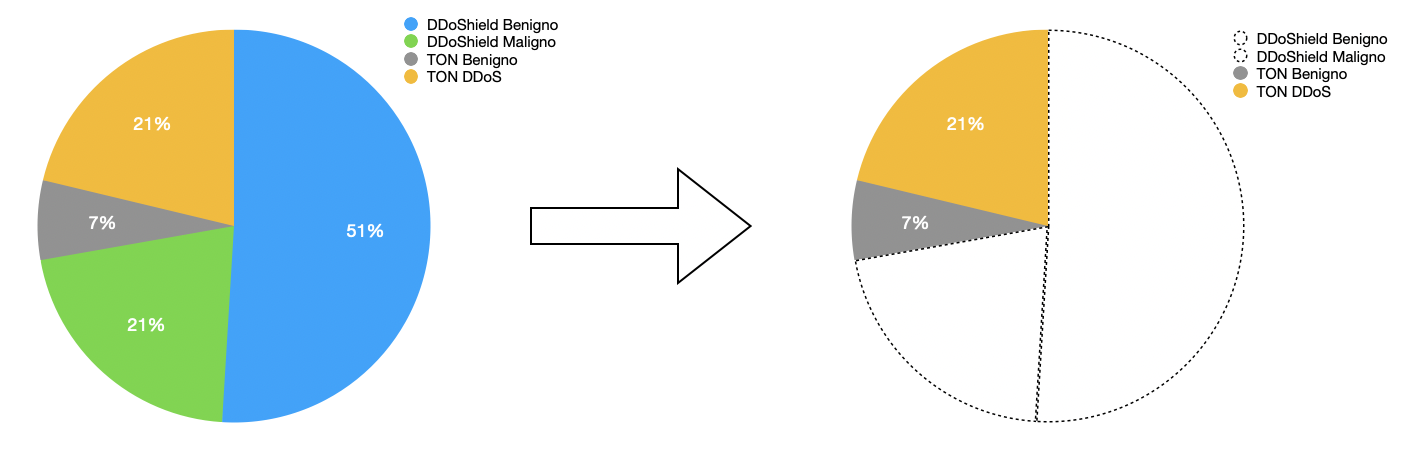 DDoShield Benigno
DDoShield Maligno
TON Benigno
TON DDoS
21%
7%
51%
21%
DDoShield Benigno
DDoShield Maligno
TON Benigno
TON DDoS
21%
7%